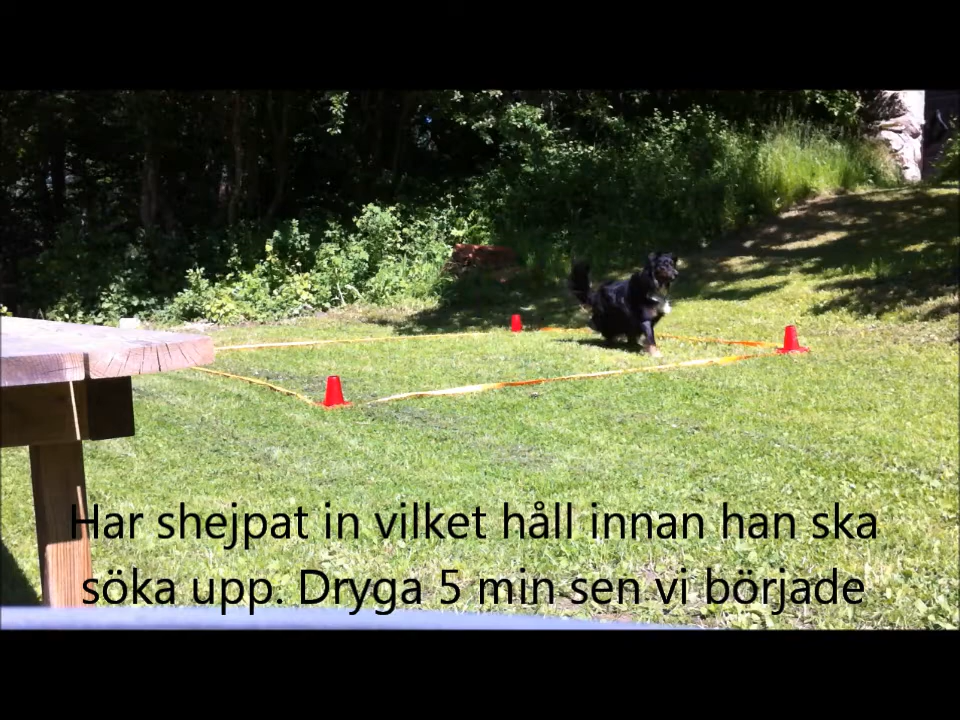 Har shejpat in vilket håll innan han ska
söka upp. Dryga 5 min sen vi började